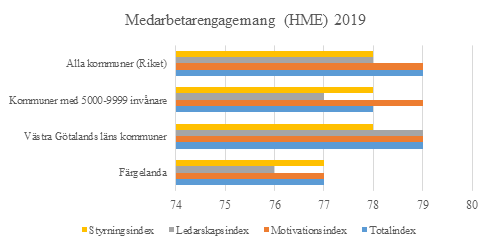 Medarbetarengagemang (HME) 2019
Alla kommuner (Riket)
Kommuner med 5000-9999 invånare
Västra Götalands läns kommuner
Färgelanda
74 75 76 77 78 79 80
Styrningsindex Ledarskapsindex Motivationsindex Totalindex